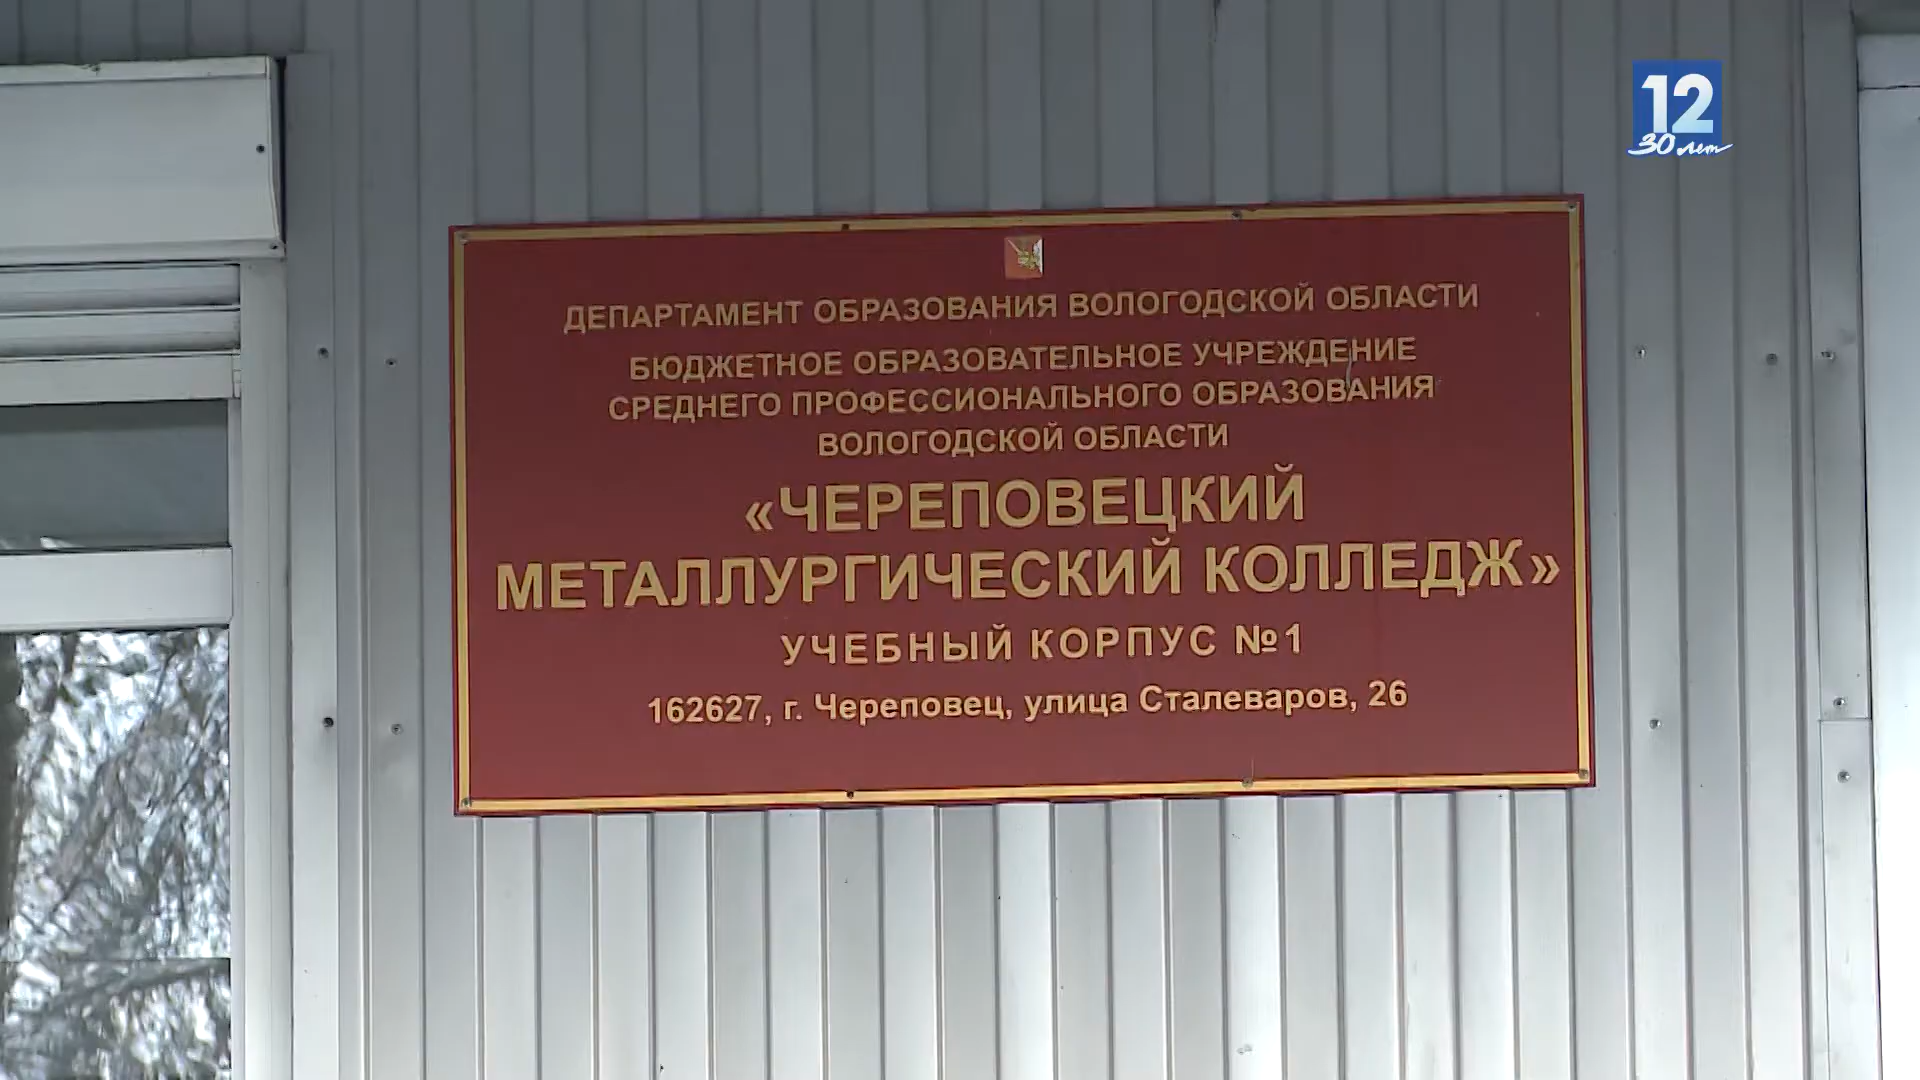 12
30 лет
ДЕПАРТАМЕНТ ОБРАЗОВАНИЯ ВОЛОГОДСКОЙ ОБЛАСТИ
БЮДЖЕТНОЕ ОБРАЗОВАТЕЛЬНОЕ УЧРЕЖДЕНИЕ
СРЕДНЕГО ПРОФЕССИОНАЛЬНОГО ОБРАЗОВАНИЯ
ВОЛОГОДСКОЙ ОБЛАСТИ
«ЧЕРЕПОВЕЦКИЙ
МЕТАЛЛУРГИЧЕСКИЙ КОЛЛЕДЖ»
УЧЕБНЫЙ КОРПУС №1
162627, г. Череповец, улица Сталеваров, 26